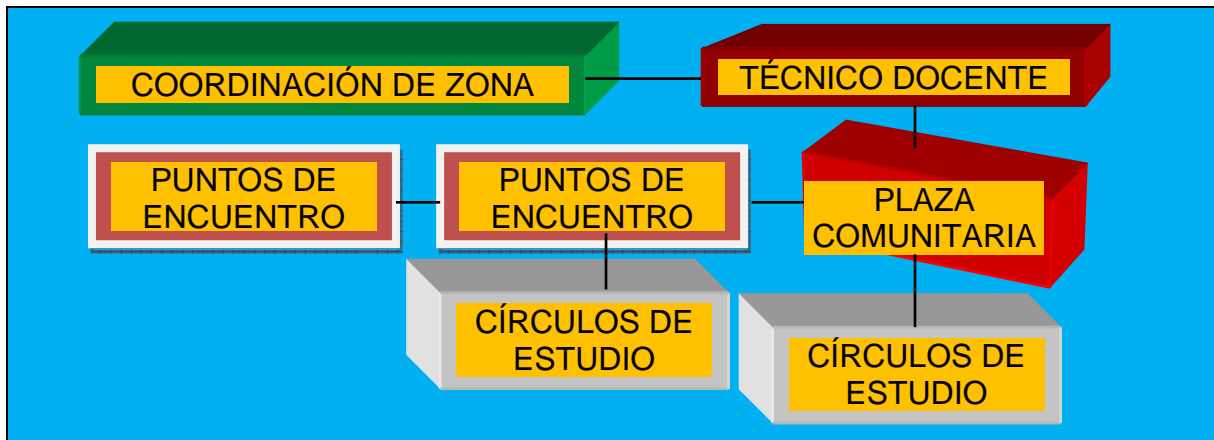 COORDINACIÓN DE ZONA
TÉCNICO DOCENTE
PUNTOS DE
ENCUENTRO
PUNTOS DE
ENCUENTRO
PLAZA
COMUNITARIA
CÍRCULOS DE
ESTUDIO
CÍRCULOS DE
ESTUDIO